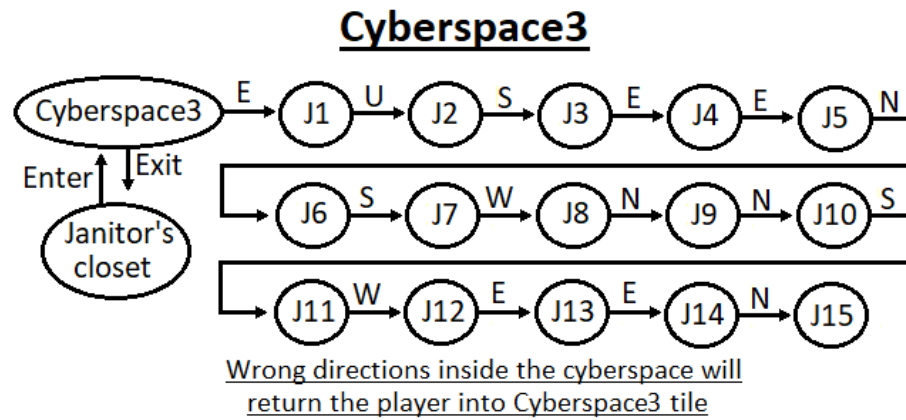 Cyberspace3
Cyberspace3 E J1 U J2 S J3 E J4 E J5 N
Enter Exit
J6 S J7 W J8 N J9 N J10 S
Janitor's
closet
J11 W J12 E J13 E J14 N J15
Wrong directions inside the cyberspace will
return the player into Cyberspace3 tile